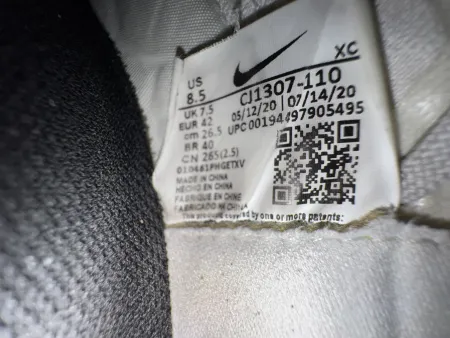 XC
US
8.5
CJ1307-110
UK 7.5
05/12/20 | 07/14/20
EUR 42
UPC 00194497905495
cm 26.5
BR 40
CN 265(2.5)
010481PHGETXV
MADE IN CHINA
HECHO EN CHINA
FABRIQUE EN CHINE
FABRICADO NA CHINA
This product covered by one or more patents: